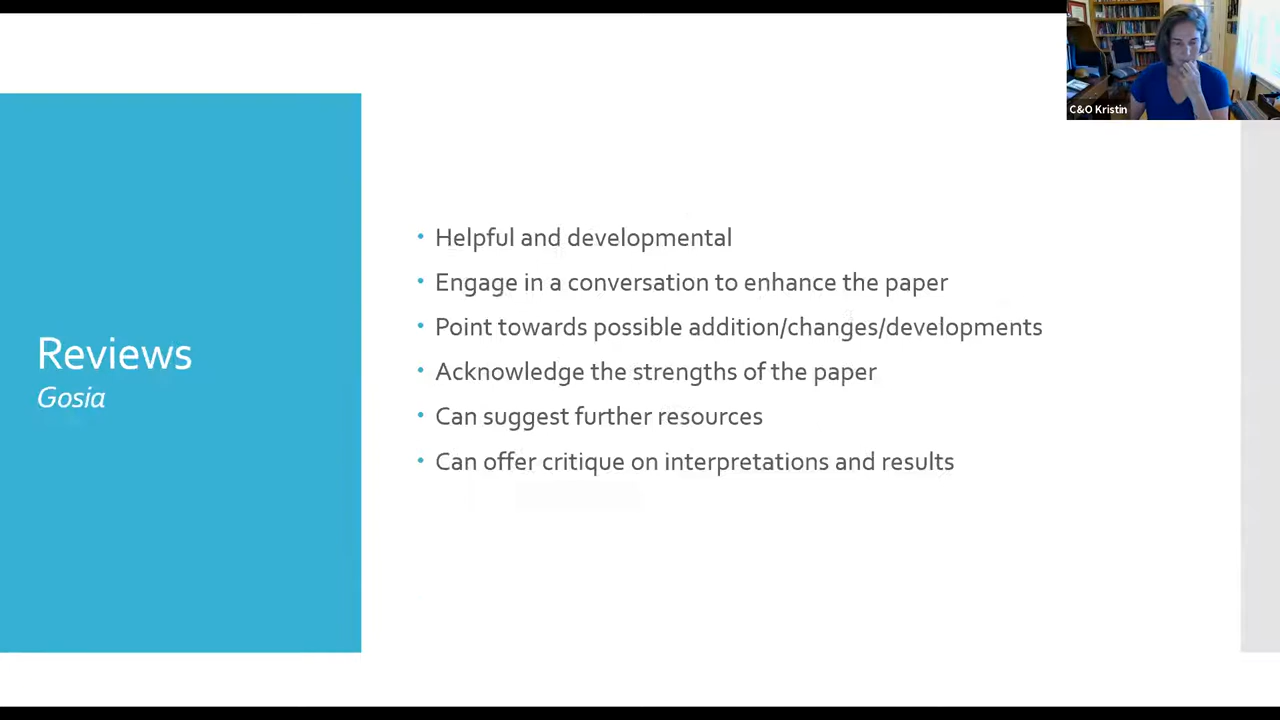 C&O Kristin
Reviews
Gosia
• Helpful and developmental
• Engage in a conversation to enhance the paper
• Point towards possible addition/changes/developments
• Acknowledge the strengths of the paper
• Can suggest further resources
• Can offer critique on interpretations and results